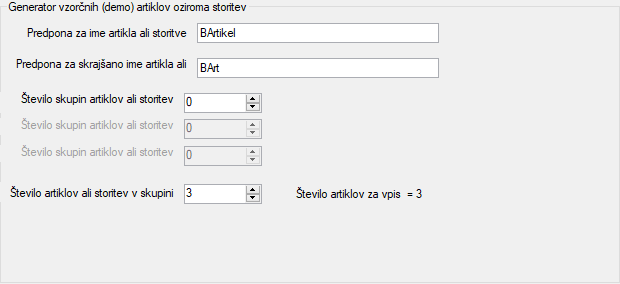 Generator vzorčnih (demo) artiklov oziroma storitev
Predpona za ime artikla ali storitve BArtikel
Predpona za skrajšano ime artikla ali BArt
Število skupin artiklov ali storitev 0
Število skupin artiklov ali storitev 0
Število skupin artiklov ali storitev 0
Število artiklov ali storitev v skupini 3 Število artiklov za vpis = 3